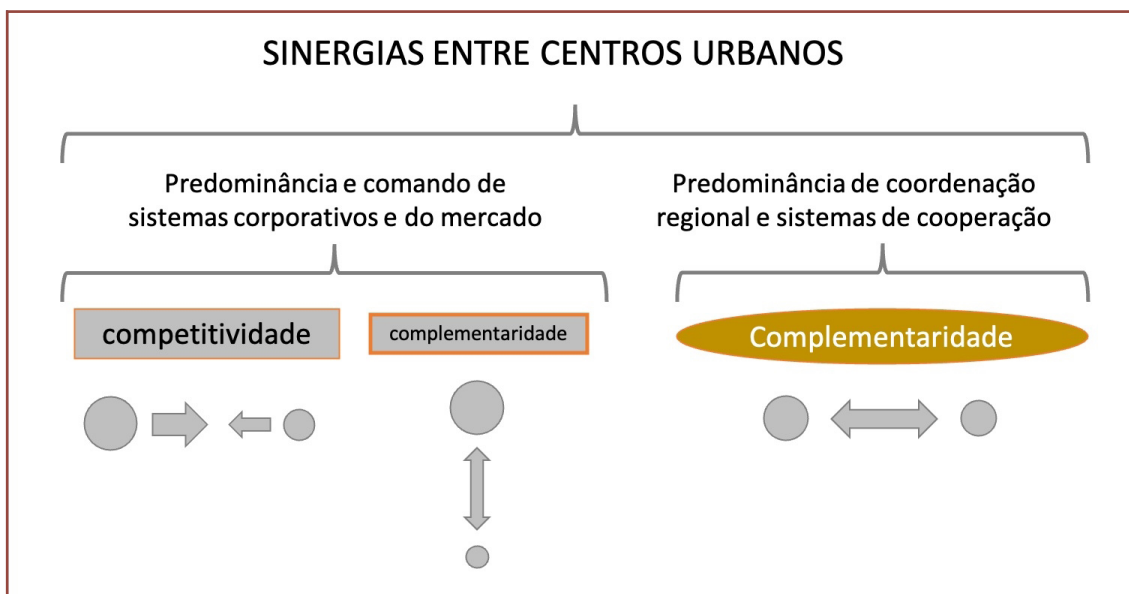 SINERGIAS ENTRE CENTROS URBANOS
Predominância e comando de
sistemas corporativos e do mercado
Predominância de coordenação
regional e sistemas de cooperação
competitividade
complementaridade
Complementaridade